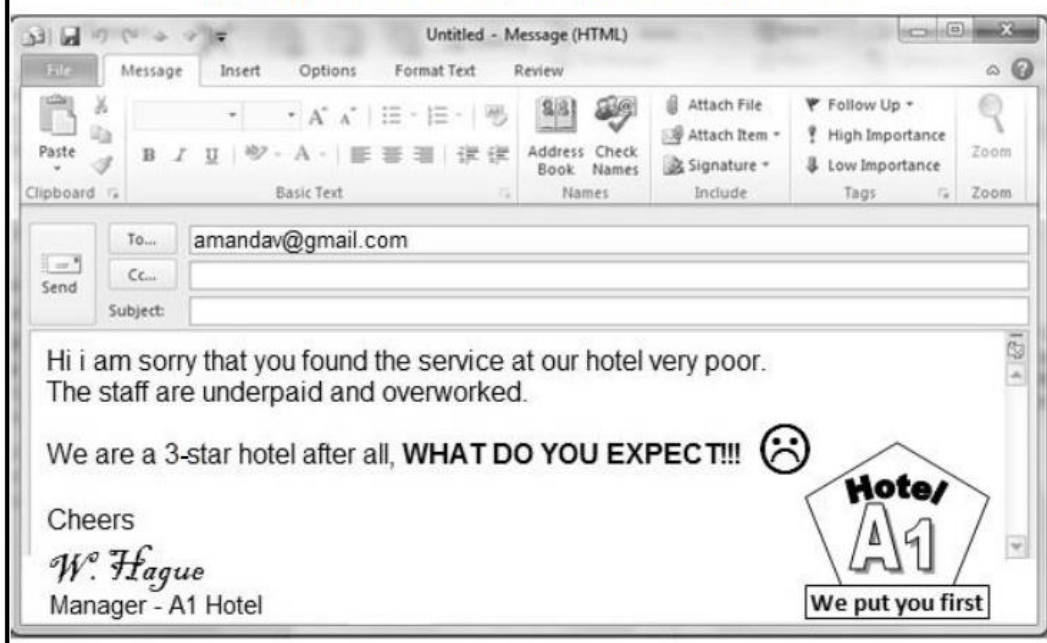 Untitled - Message (HTML)
File Message Insert Options Format Text Review
Paste
Clipboard
B I U
Basic Text
Address Book
Check Names
Names
Attach File
Attach Item
Signature
Include
Follow Up
High Importance
Low Importance
Tags
Zoom
Zoom
Send
To... amandav@gmail.com
Cc...
Subject:
Hi i am sorry that you found the service at our hotel very poor.
The staff are underpaid and overworked.
We are a 3-star hotel after all, WHAT DO YOU EXPECT!!!
Cheers
W. Hague
Manager - A1 Hotel
Hotel
A1
We put you first